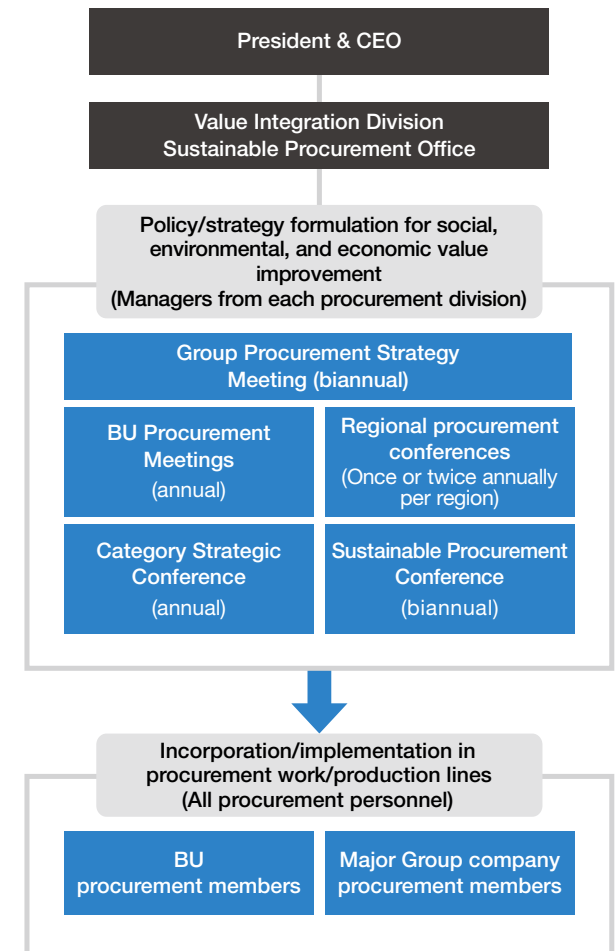 President & CEO
Value Integration Division
Sustainable Procurement Office
Policy/strategy formulation for social,
environmental, and economic value
improvement
(Managers from each procurement division)
Group Procurement Strategy
Meeting (biannual)
BU Procurement
Meetings
(annual)
Regional procurement
conferences
(Once or twice annually
per region)
Category Strategic
Conference
(annual)
Sustainable Procurement
Conference
(biannual)
Incorporation/implementation in
procurement work/production lines
(All procurement personnel)
BU
procurement members
Major Group company
procurement members